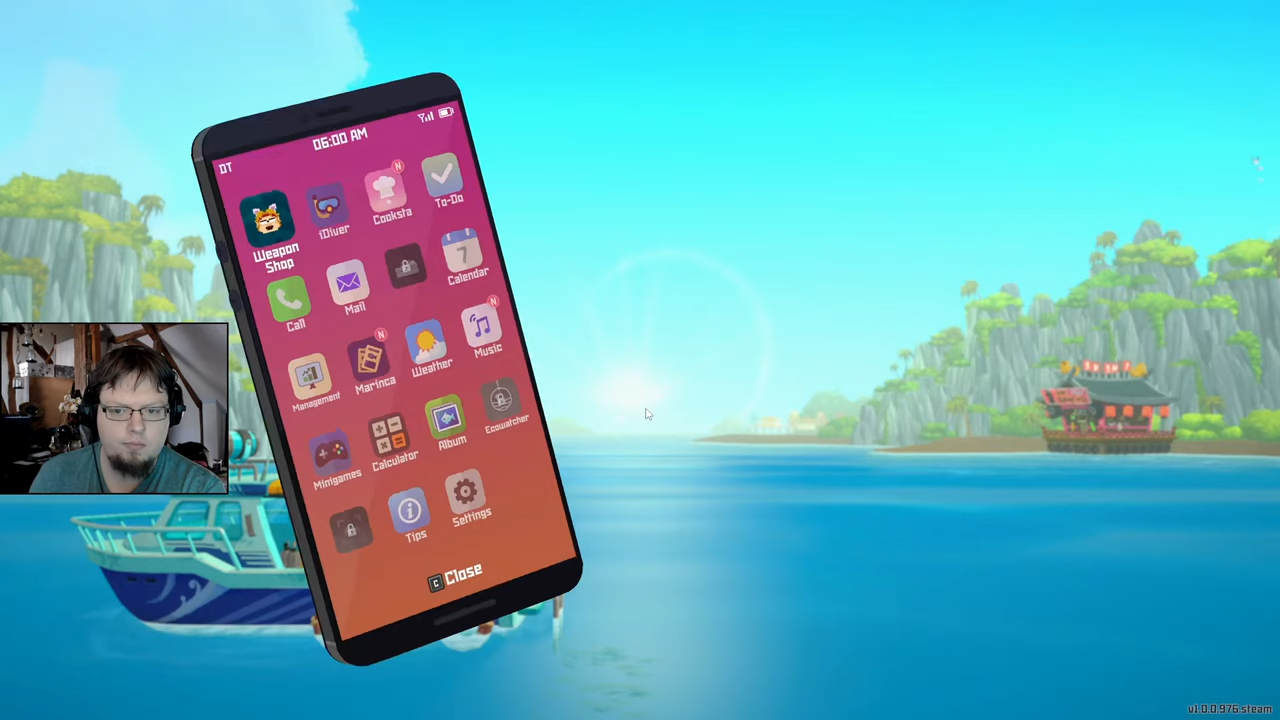 DT
06:00 AM
Weapon
Shop
iDiver
N
Cooksta
To-Do
Call
Mail
7
Calendar
Management
N
Marinca
Weather
N
Music
Minigames
Calculator
Album
Ecowatcher
Tips
Settings
C Close
v1.0.0.976.steam